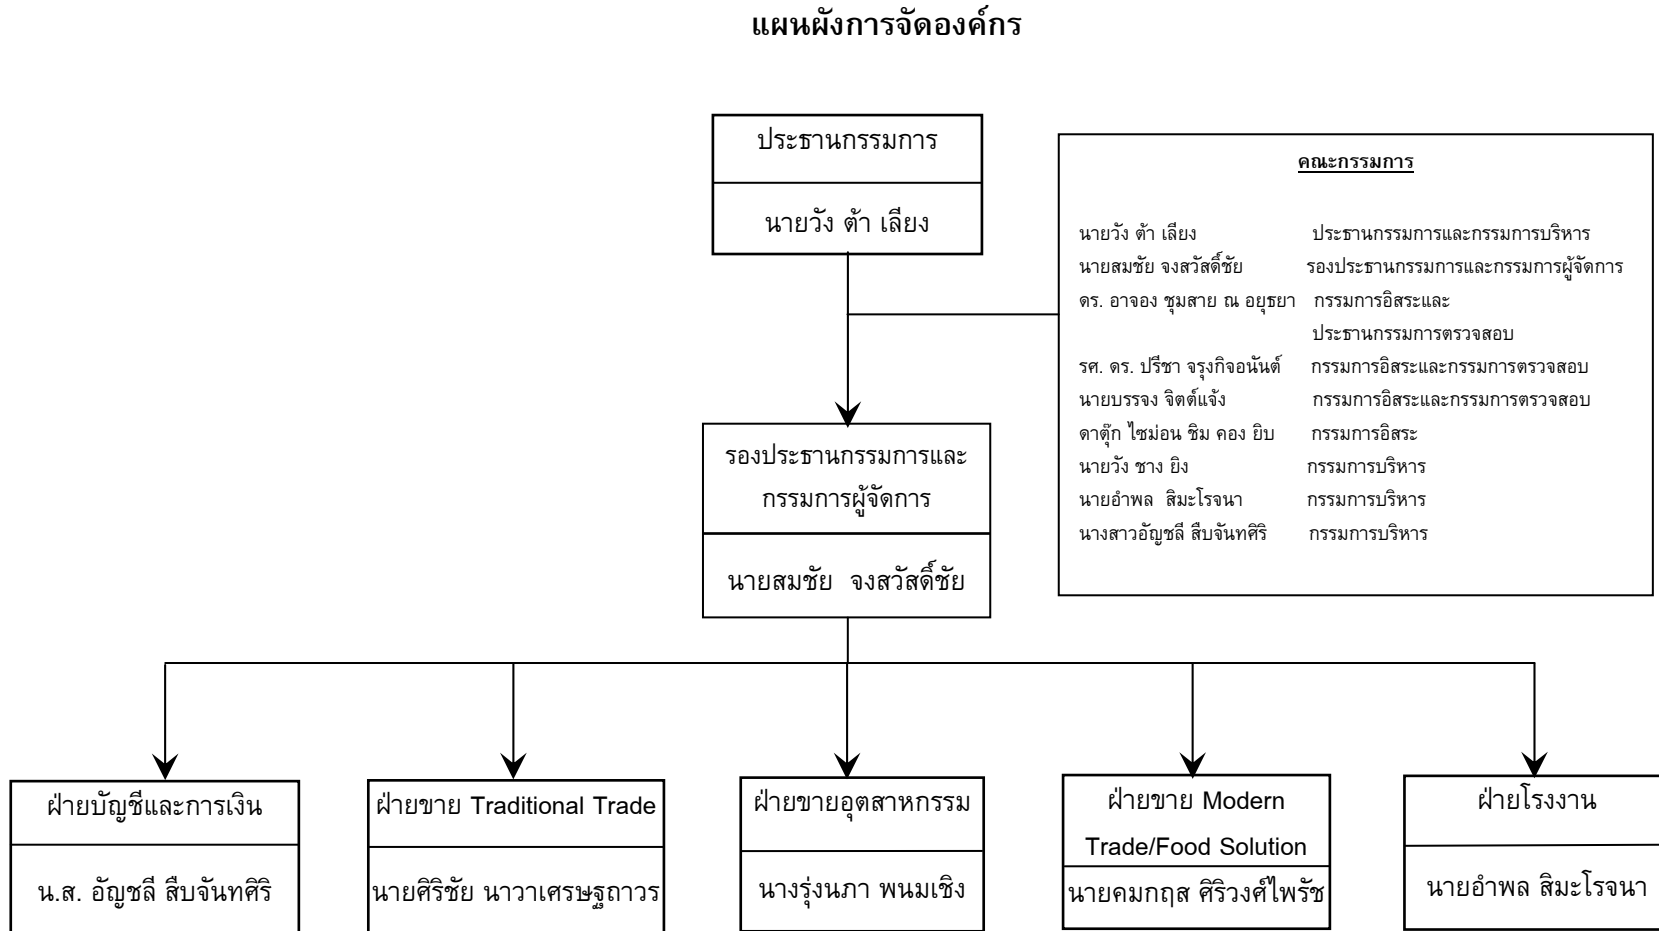 แผนผังการจัดองค์กร
ประธานกรรมการ
นายวัง ต้า เลียง
คณะกรรมการ
นายวัง ต้า เลียง ประธานกรรมการและกรรมการบริหาร
นายสมชัย จงสวัสดิ์ชัย รองประธานกรรมการและกรรมการผู้จัดการ
ดร. อาจอง ชุมสาย ณ อยุธยา กรรมการอิสระและ
ประธานกรรมการตรวจสอบ
รศ. ดร. ปรีชา จรุงกิจอนันต์ กรรมการอิสระและกรรมการตรวจสอบ
นายบรรจง จิตต์แจ้ง กรรมการอิสระและกรรมการตรวจสอบ
ดาตุ๊ก ไซม่อน ชิม คอง ยิบ กรรมการอิสระ
นายวัง ชาง ยิง กรรมการบริหาร
นายอำพล สิมะโรจนา กรรมการบริหาร
นางสาวอัญชลี สืบจันทศิริ กรรมการบริหาร
รองประธานกรรมการและ
กรรมการผู้จัดการ
นายสมชัย จงสวัสดิ์ชัย
ฝ่ายบัญชีและการเงิน
น.ส. อัญชลี สืบจันทศิริ
ฝ่ายขาย Traditional Trade
นายศิริชัย นาวาเศรษฐถาวร
ฝ่ายขายอุตสาหกรรม
นางรุ่งนภา พนมเชิง
ฝ่ายขาย Modern
Trade/Food Solution
นายคมกฤส ศิริวงศ์ไพรัช
ฝ่ายโรงงาน
นายอำพล สิมะโรจนา